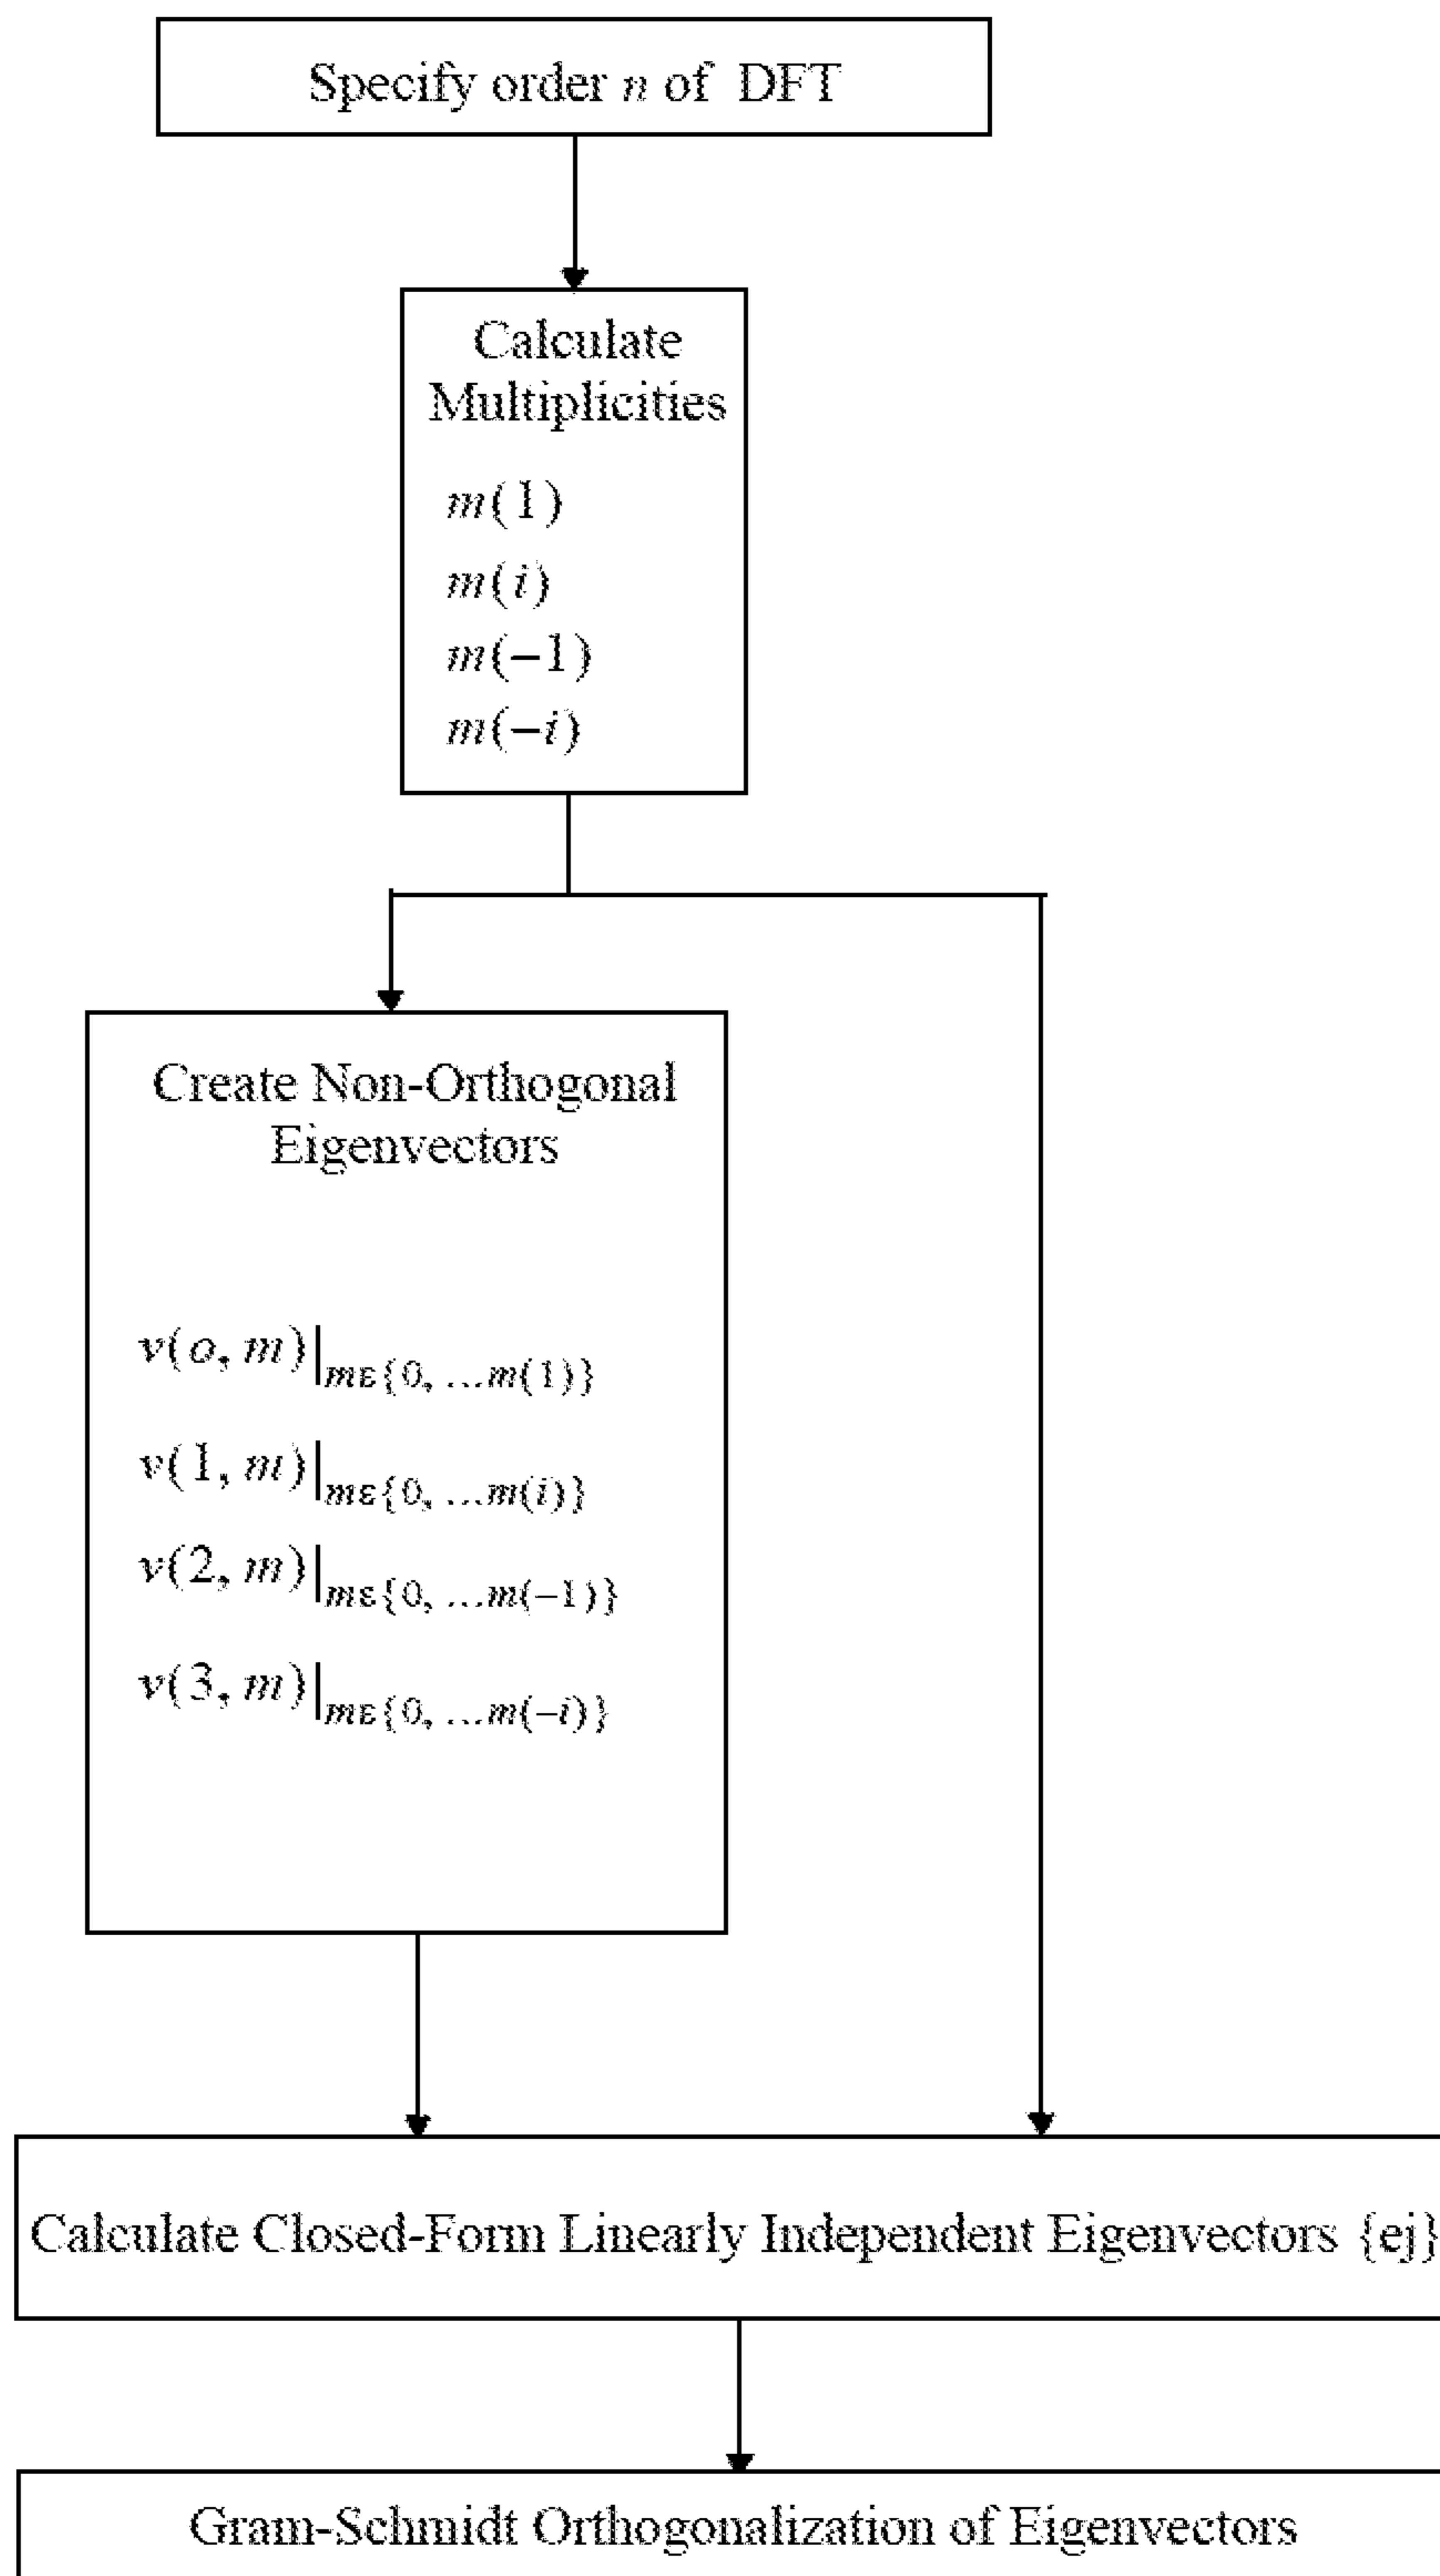 Specify order n of DFT
Calculate
Multiplicities
m(1)
m(i)
m(−1)
m(−i)
Create Non-Orthogonal
Eigenvectors
v(o, m)|mε{0, ...m(1)}
v(1, m)|mε{0, ...m(i)}
v(2, m)|mε{0, ...m(−1)}
v(3, m)|mε{0, ...m(−i)}
Calculate Closed-Form Linearly Independent Eigenvectors {ej}
Gram-Schmidt Orthogonalization of Eigenvectors